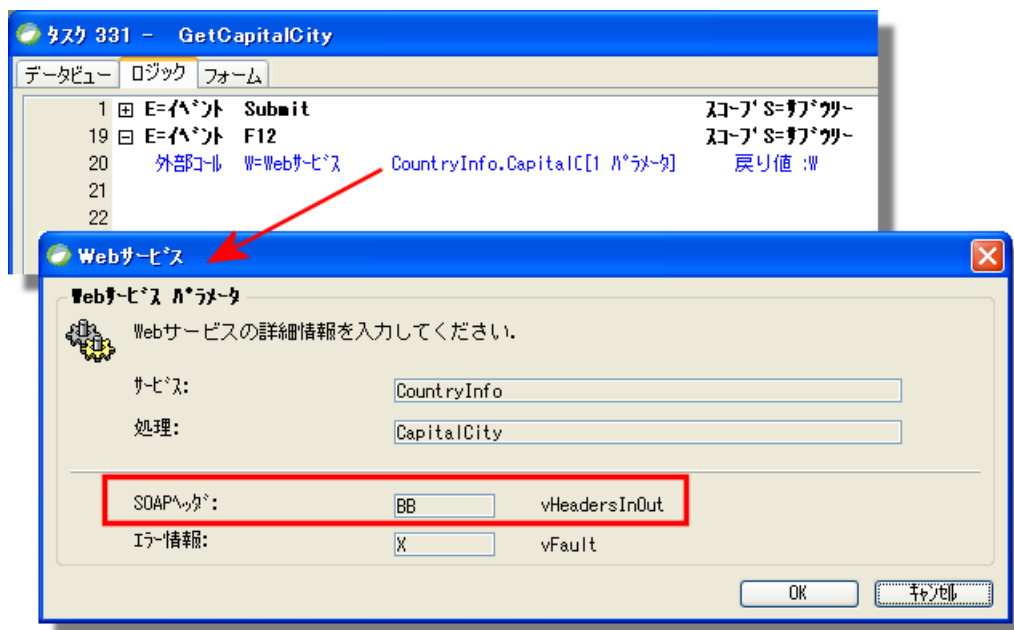 ﾀｽｸ 331 - GetCapitalCity
データビュー ロジック フォーム
1 E=ｲﾍﾞﾝﾄ Submit ｽｺｰﾌﾟ S=ｻﾌﾞﾂﾘｰ
19 E=ｲﾍﾞﾝﾄ F12 ｽｺｰﾌﾟ S=ｻﾌﾞﾂﾘｰ
20 外部ｺｰﾙ W=Webｻｰﾋﾞｽ CountryInfo.CapitalC[1 ﾊﾟﾗﾒｰﾀ] 戻り値 :W
21
22
Webｻｰﾋﾞｽ
Webｻｰﾋﾞｽ ﾊﾟﾗﾒｰﾀ
Webサービスの詳細情報を入力してください.
ｻｰﾋﾞｽ: CountryInfo
処理: CapitalCity
SOAPﾍｯﾀﾞ: BB vHeadersInOut
ｴﾗｰ情報: X vFault
OK ｷｬﾝｾﾙ